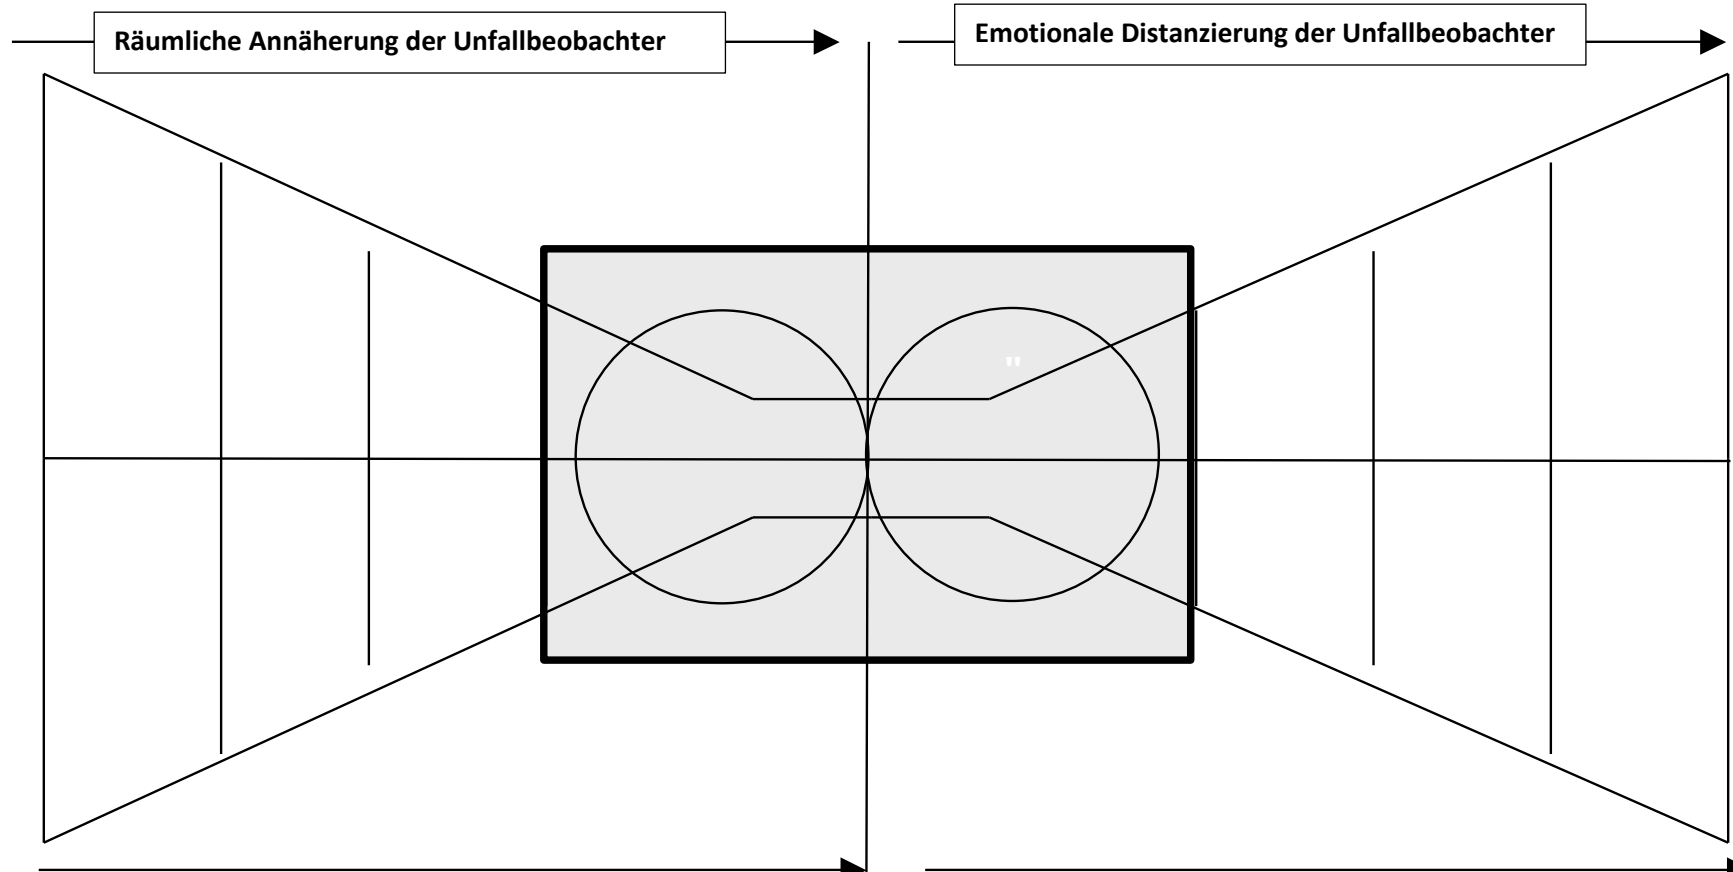 Räumliche Annäherung der Unfallbeobachter
Emotionale Distanzierung der Unfallbeobachter
"